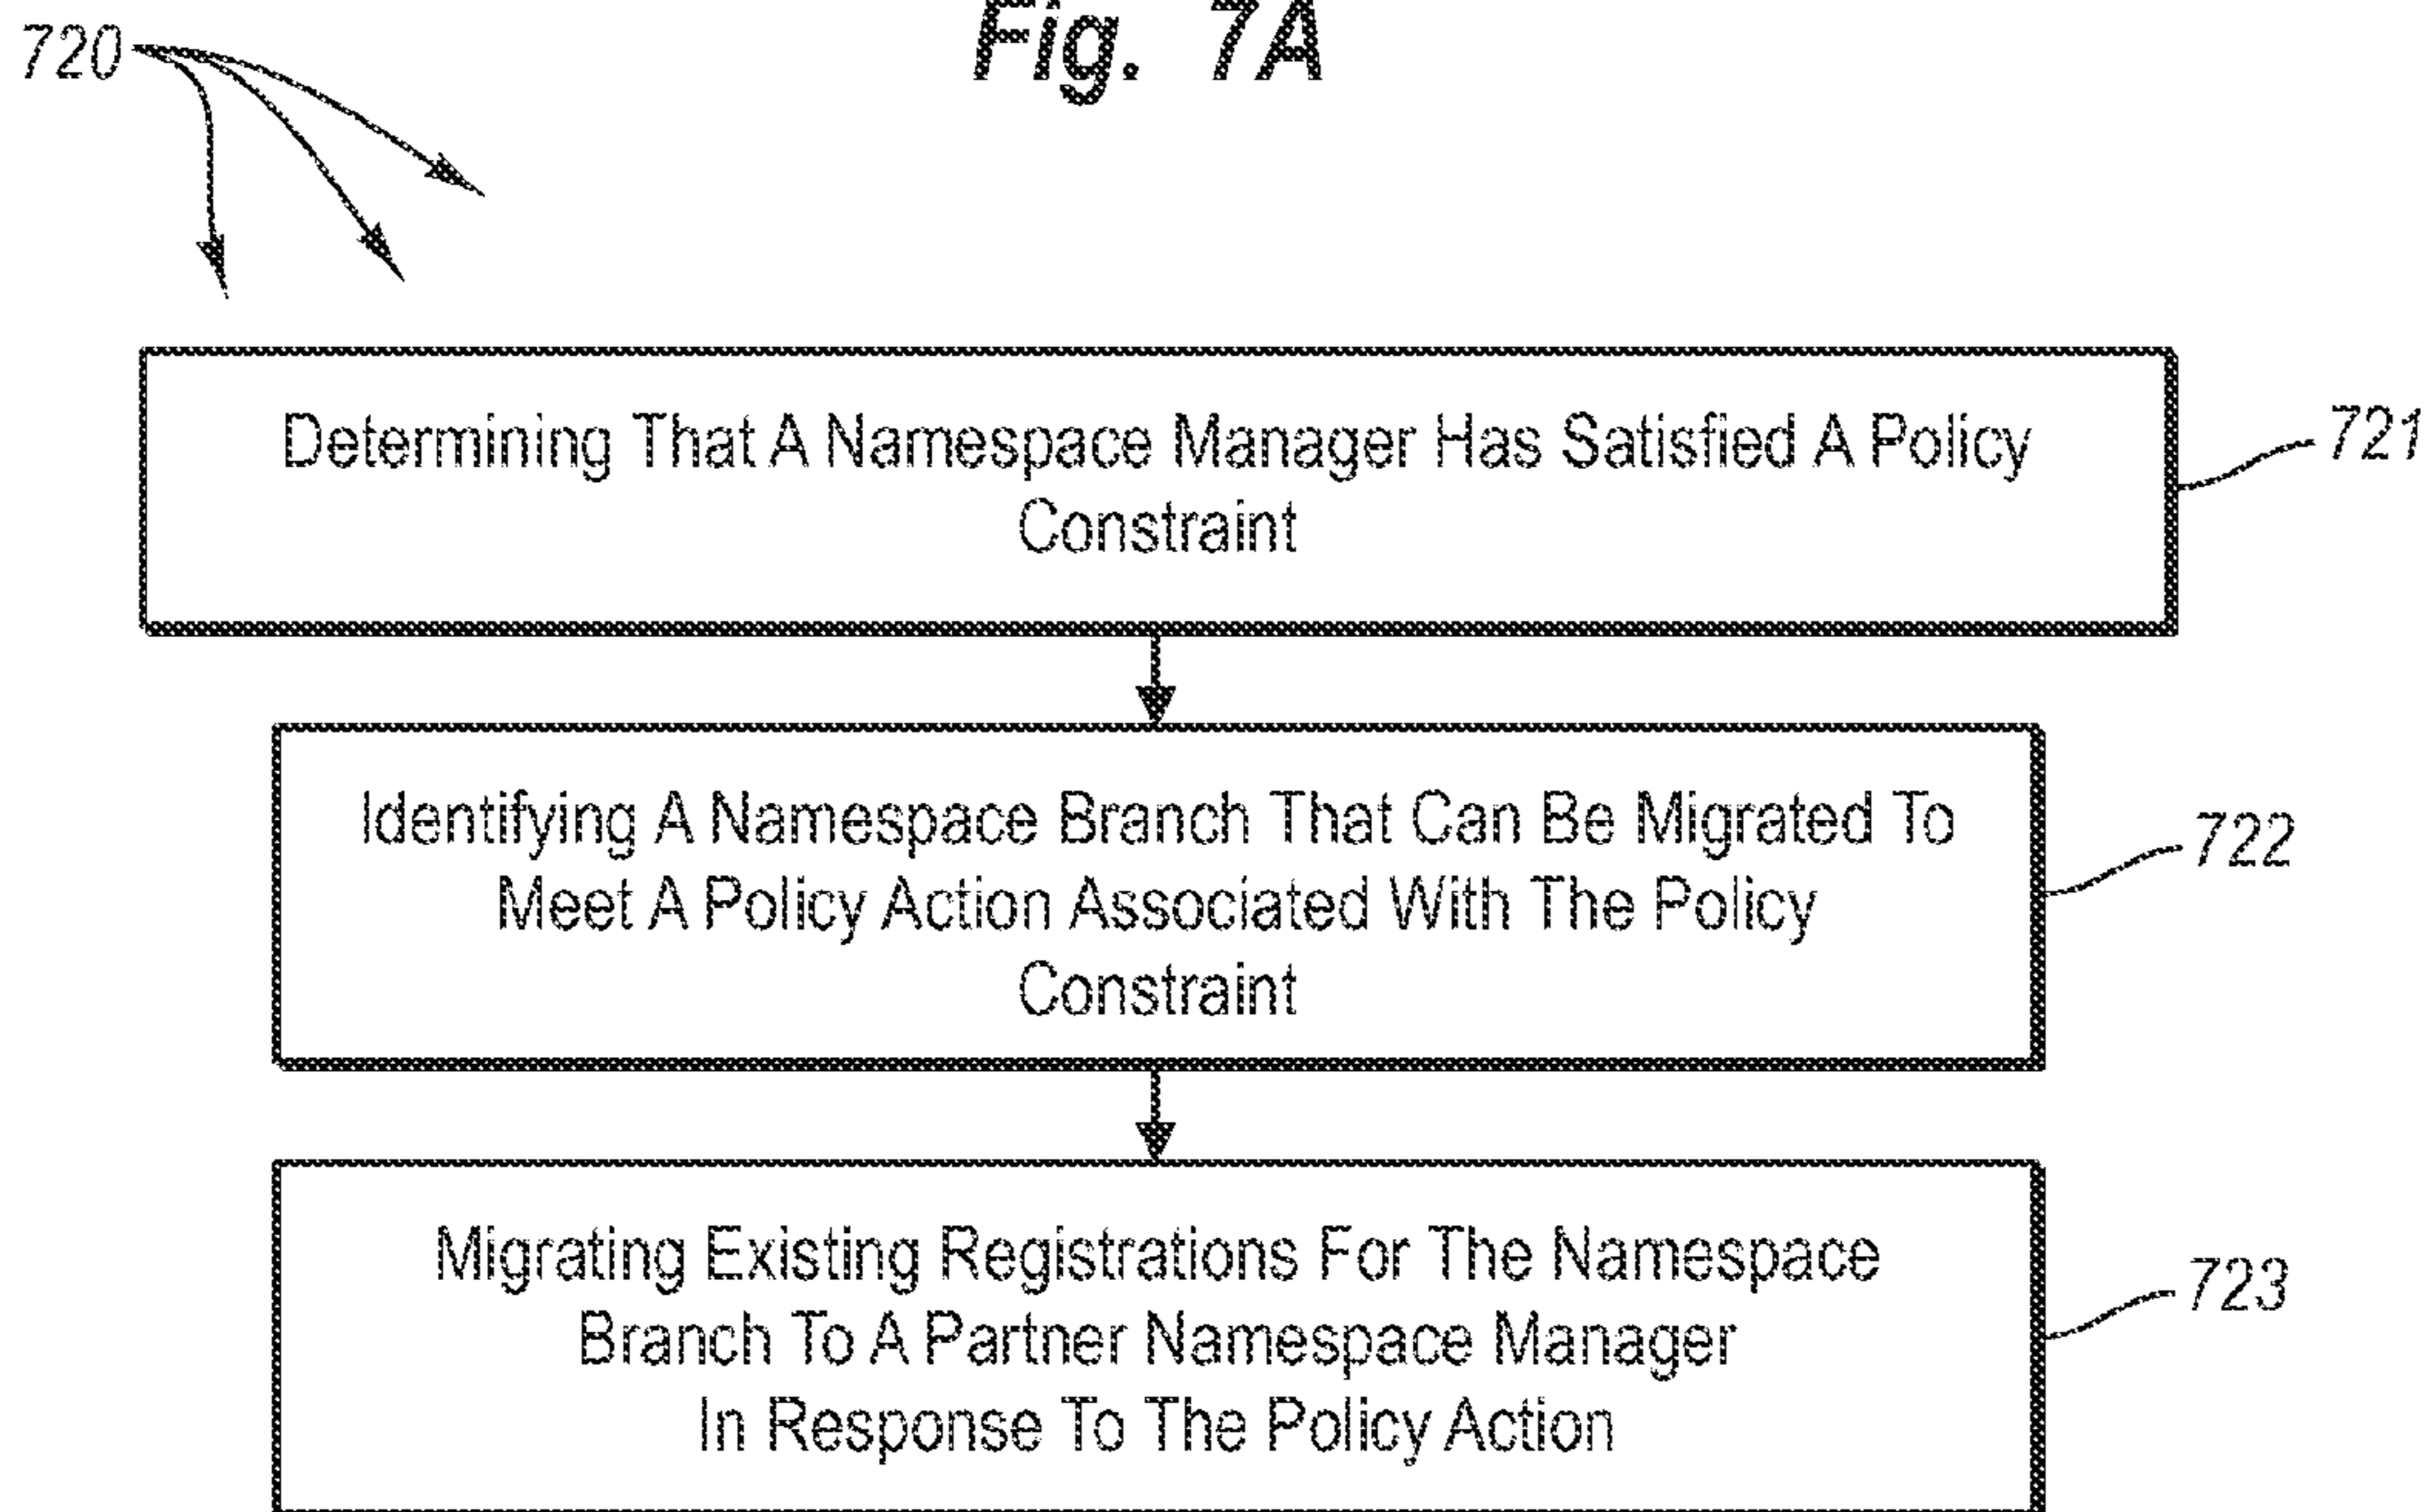 Fig. 7A
720
Determining That A Namespace Manager Has Satisfied A Policy
Constraint
721
Identifying A Namespace Branch That Can Be Migrated To
Meet A Policy Action Associated With The Policy
Constraint
722
Migrating Existing Registrations For The Namespace
Branch To A Partner Namespace Manager
In Response To The Policy Action
723